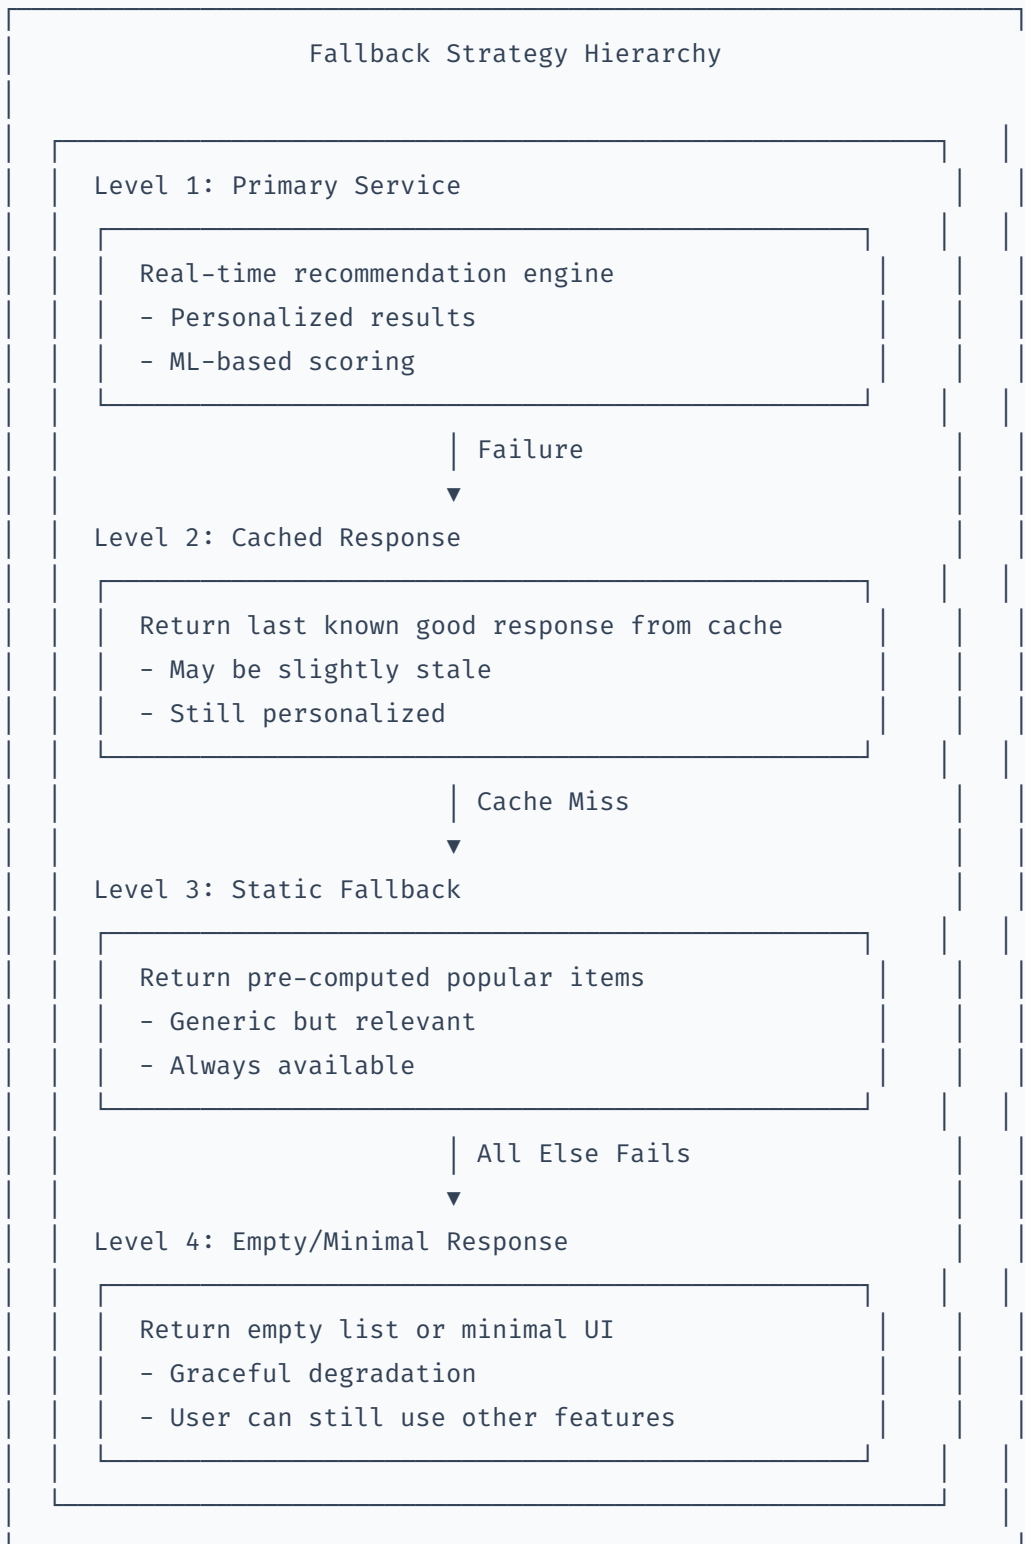 Fallback Strategy Hierarchy
Level 1: Primary Service
Real-time recommendation engine
- Personalized results
- ML-based scoring
Failure
▼
Level 2: Cached Response
Return last known good response from cache
- May be slightly stale
- Still personalized
Cache Miss
▼
Level 3: Static Fallback
Return pre-computed popular items
- Generic but relevant
- Always available
All Else Fails
▼
Level 4: Empty/Minimal Response
Return empty list or minimal UI
- Graceful degradation
- User can still use other features